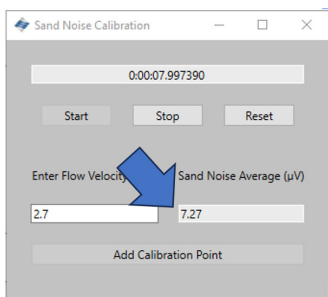 Sand Noise Calibration
0:00:07.997390
Start Stop Reset
Enter Flow Velocity Sand Noise Average (µV)
2.7 7.27
Add Calibration Point